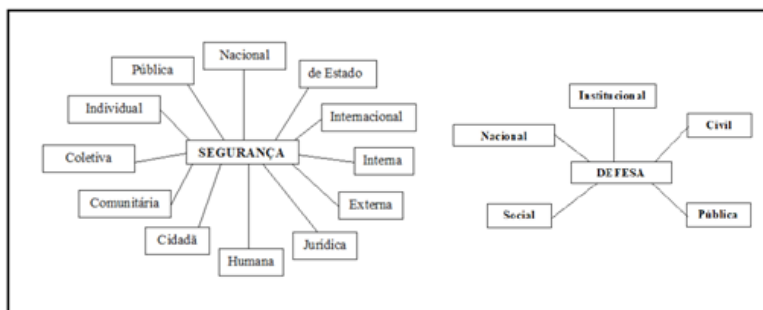 Nacional
Pública
de Estado
Individual
Internacional
Coletiva
SEGURANÇA
Interna
Comunitária
Externa
Cidadã
Jurídica
Humana
Institucional
Nacional
Civil
DEFESA
Social
Pública